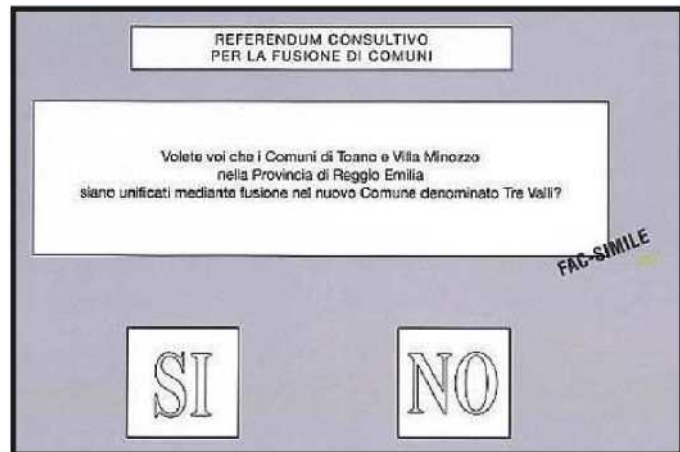 REFERENDUM CONSULTIVO
PER LA FUSIONE DI COMUNI
Volete voi che i Comuni di Toano e Villa Minozzo
nella Provincia di Reggio Emilia
siano unificati mediante fusione nel nuovo Comune denominato Tre Valli?
FAC-SIMILE
SI
NO